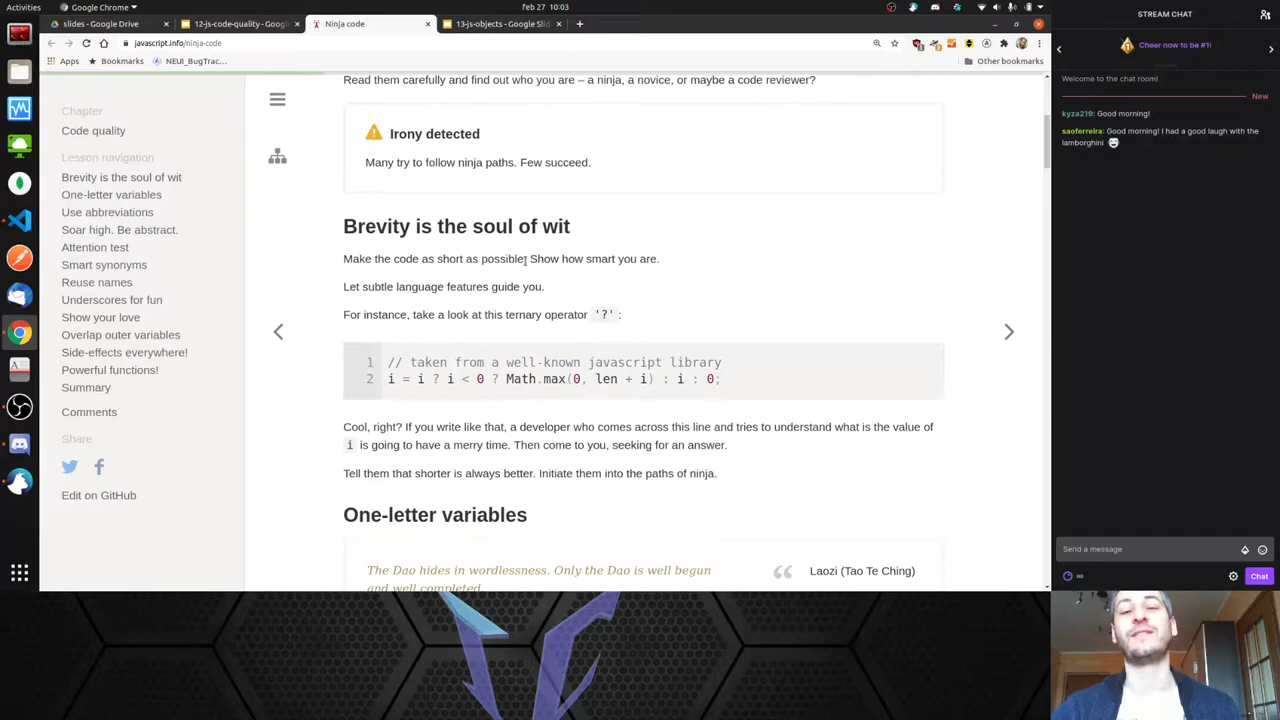 Activities
Google Chrome
feb 27 10:03
slides - Google Drive
12-js-code-quality - Google
Ninja code
13-js-objects - Google Slid
javascript.info/ninja-code
Apps
Bookmarks
NEUI_BugTrac...
Other bookmarks
Chapter
Code quality
Lesson navigation
Brevity is the soul of wit
One-letter variables
Use abbreviations
Soar high. Be abstract.
Attention test
Smart synonyms
Reuse names
Underscores for fun
Show your love
Overlap outer variables
Side-effects everywhere!
Powerful functions!
Summary
Comments
Share
Edit on GitHub
Read them carefully and find out who you are – a ninja, a novice, or maybe a code reviewer?
Irony detected
Many try to follow ninja paths. Few succeed.
Brevity is the soul of wit
Make the code as short as possible. Show how smart you are.
Let subtle language features guide you.
For instance, take a look at this ternary operator '?':
1 // taken from a well-known javascript library
2 i = i ? i < 0 ? Math.max(0, len + i) : i : 0;
Cool, right? If you write like that, a developer who comes across this line and tries to understand what is the value of
i is going to have a merry time. Then come to you, seeking for an answer.
Tell them that shorter is always better. Initiate them into the paths of ninja.
One-letter variables
The Dao hides in wordlessness. Only the Dao is well begun
and well completed.
Laozi (Tao Te Ching)
STREAM CHAT
Cheer now to be #1!
Welcome to the chat room!
New
kyza219: Good morning!
saoferreira: Good morning! I had a good laugh with the
lamborghini
Send a message
Chat